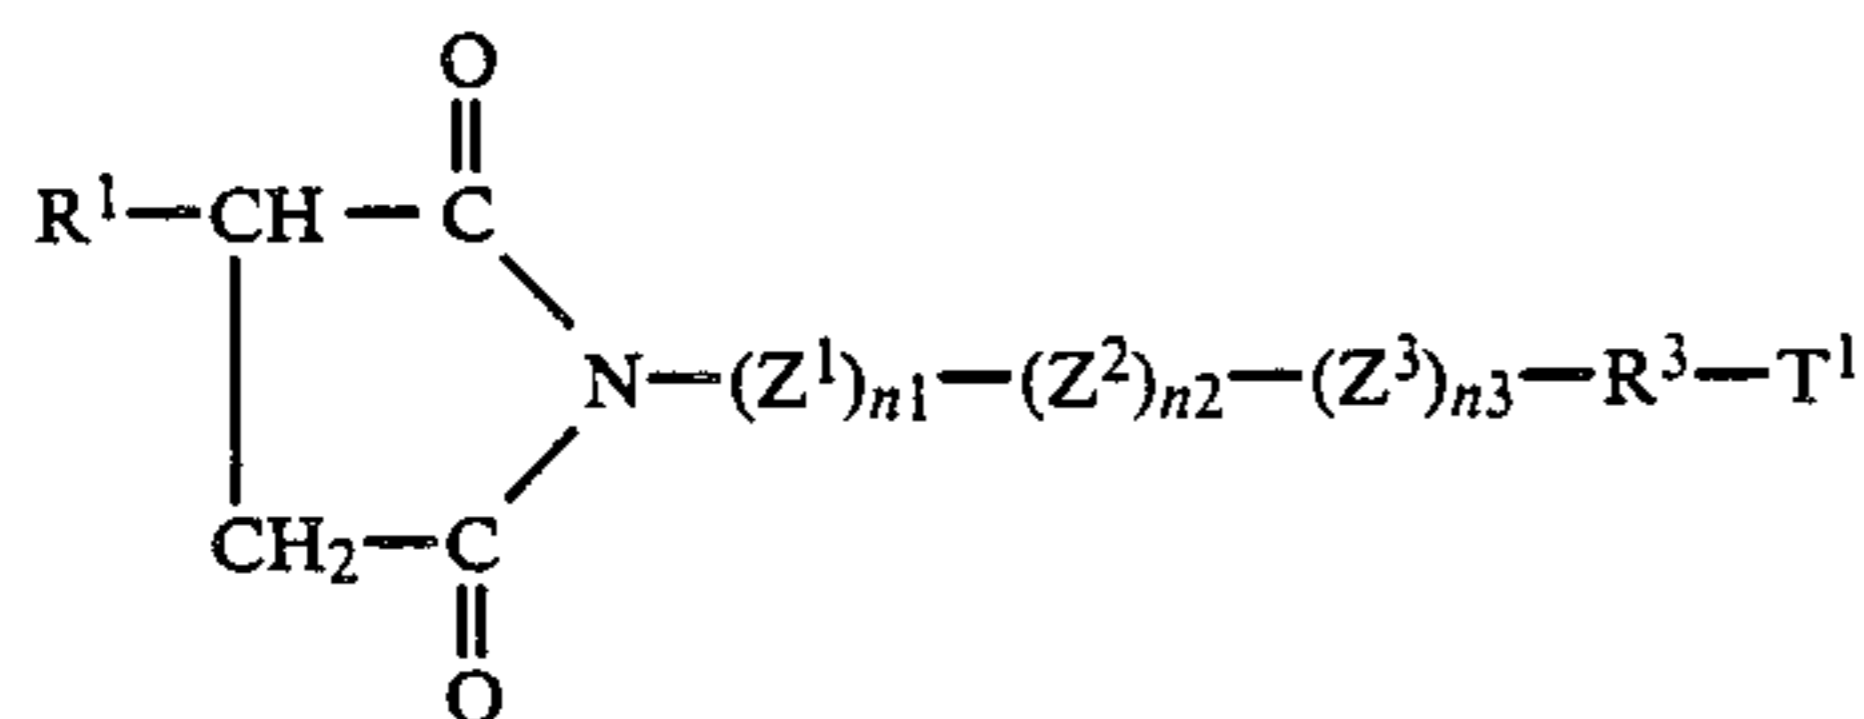 O
R¹—CH—C
N—(Z¹)n1—(Z²)n2—(Z³)n3—R³—T¹
CH₂—C
O